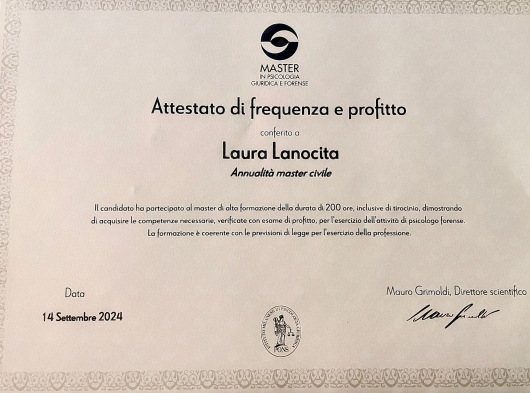 MASTER
IN PSICOLOGIA
GIURIDICA E FORENSE
Attestato di frequenza e profitto
conferito a
Laura Lanocita
Annualità master civile
Il candidato ha partecipato al master di alta formazione della durata di 200 ore, inclusive di tirocinio, dimostrando
di acquisire le competenze necessarie, verificate con esame di profitto, per l'esercizio dell'attività di psicologo forense.
La formazione è coerente con le previsioni di legge per l'esercizio della professione.
Data
14 Settembre 2024
Mauro Grimoldi, Direttore scientifico